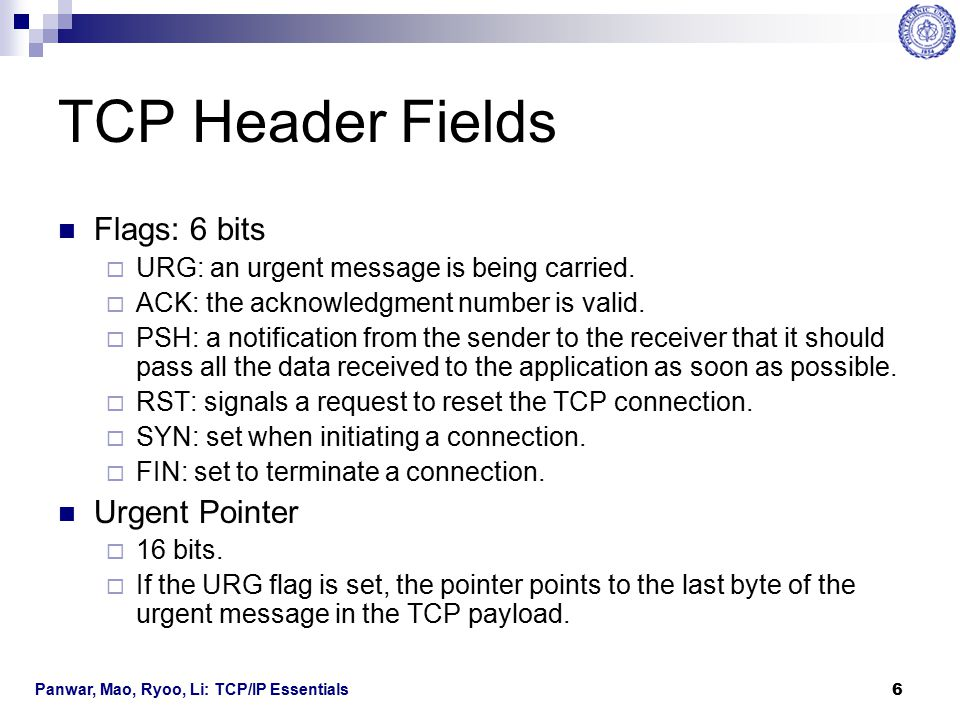 TCP Header Fields
Flags: 6 bits
URG: an urgent message is being carried.
ACK: the acknowledgment number is valid.
PSH: a notification from the sender to the receiver that it should
pass all the data received to the application as soon as possible.
RST: signals a request to reset the TCP connection.
SYN: set when initiating a connection.
FIN: set to terminate a connection.
Urgent Pointer
16 bits.
If the URG flag is set, the pointer points to the last byte of the
urgent message in the TCP payload.
Panwar, Mao, Ryoo, Li: TCP/IP Essentials
6